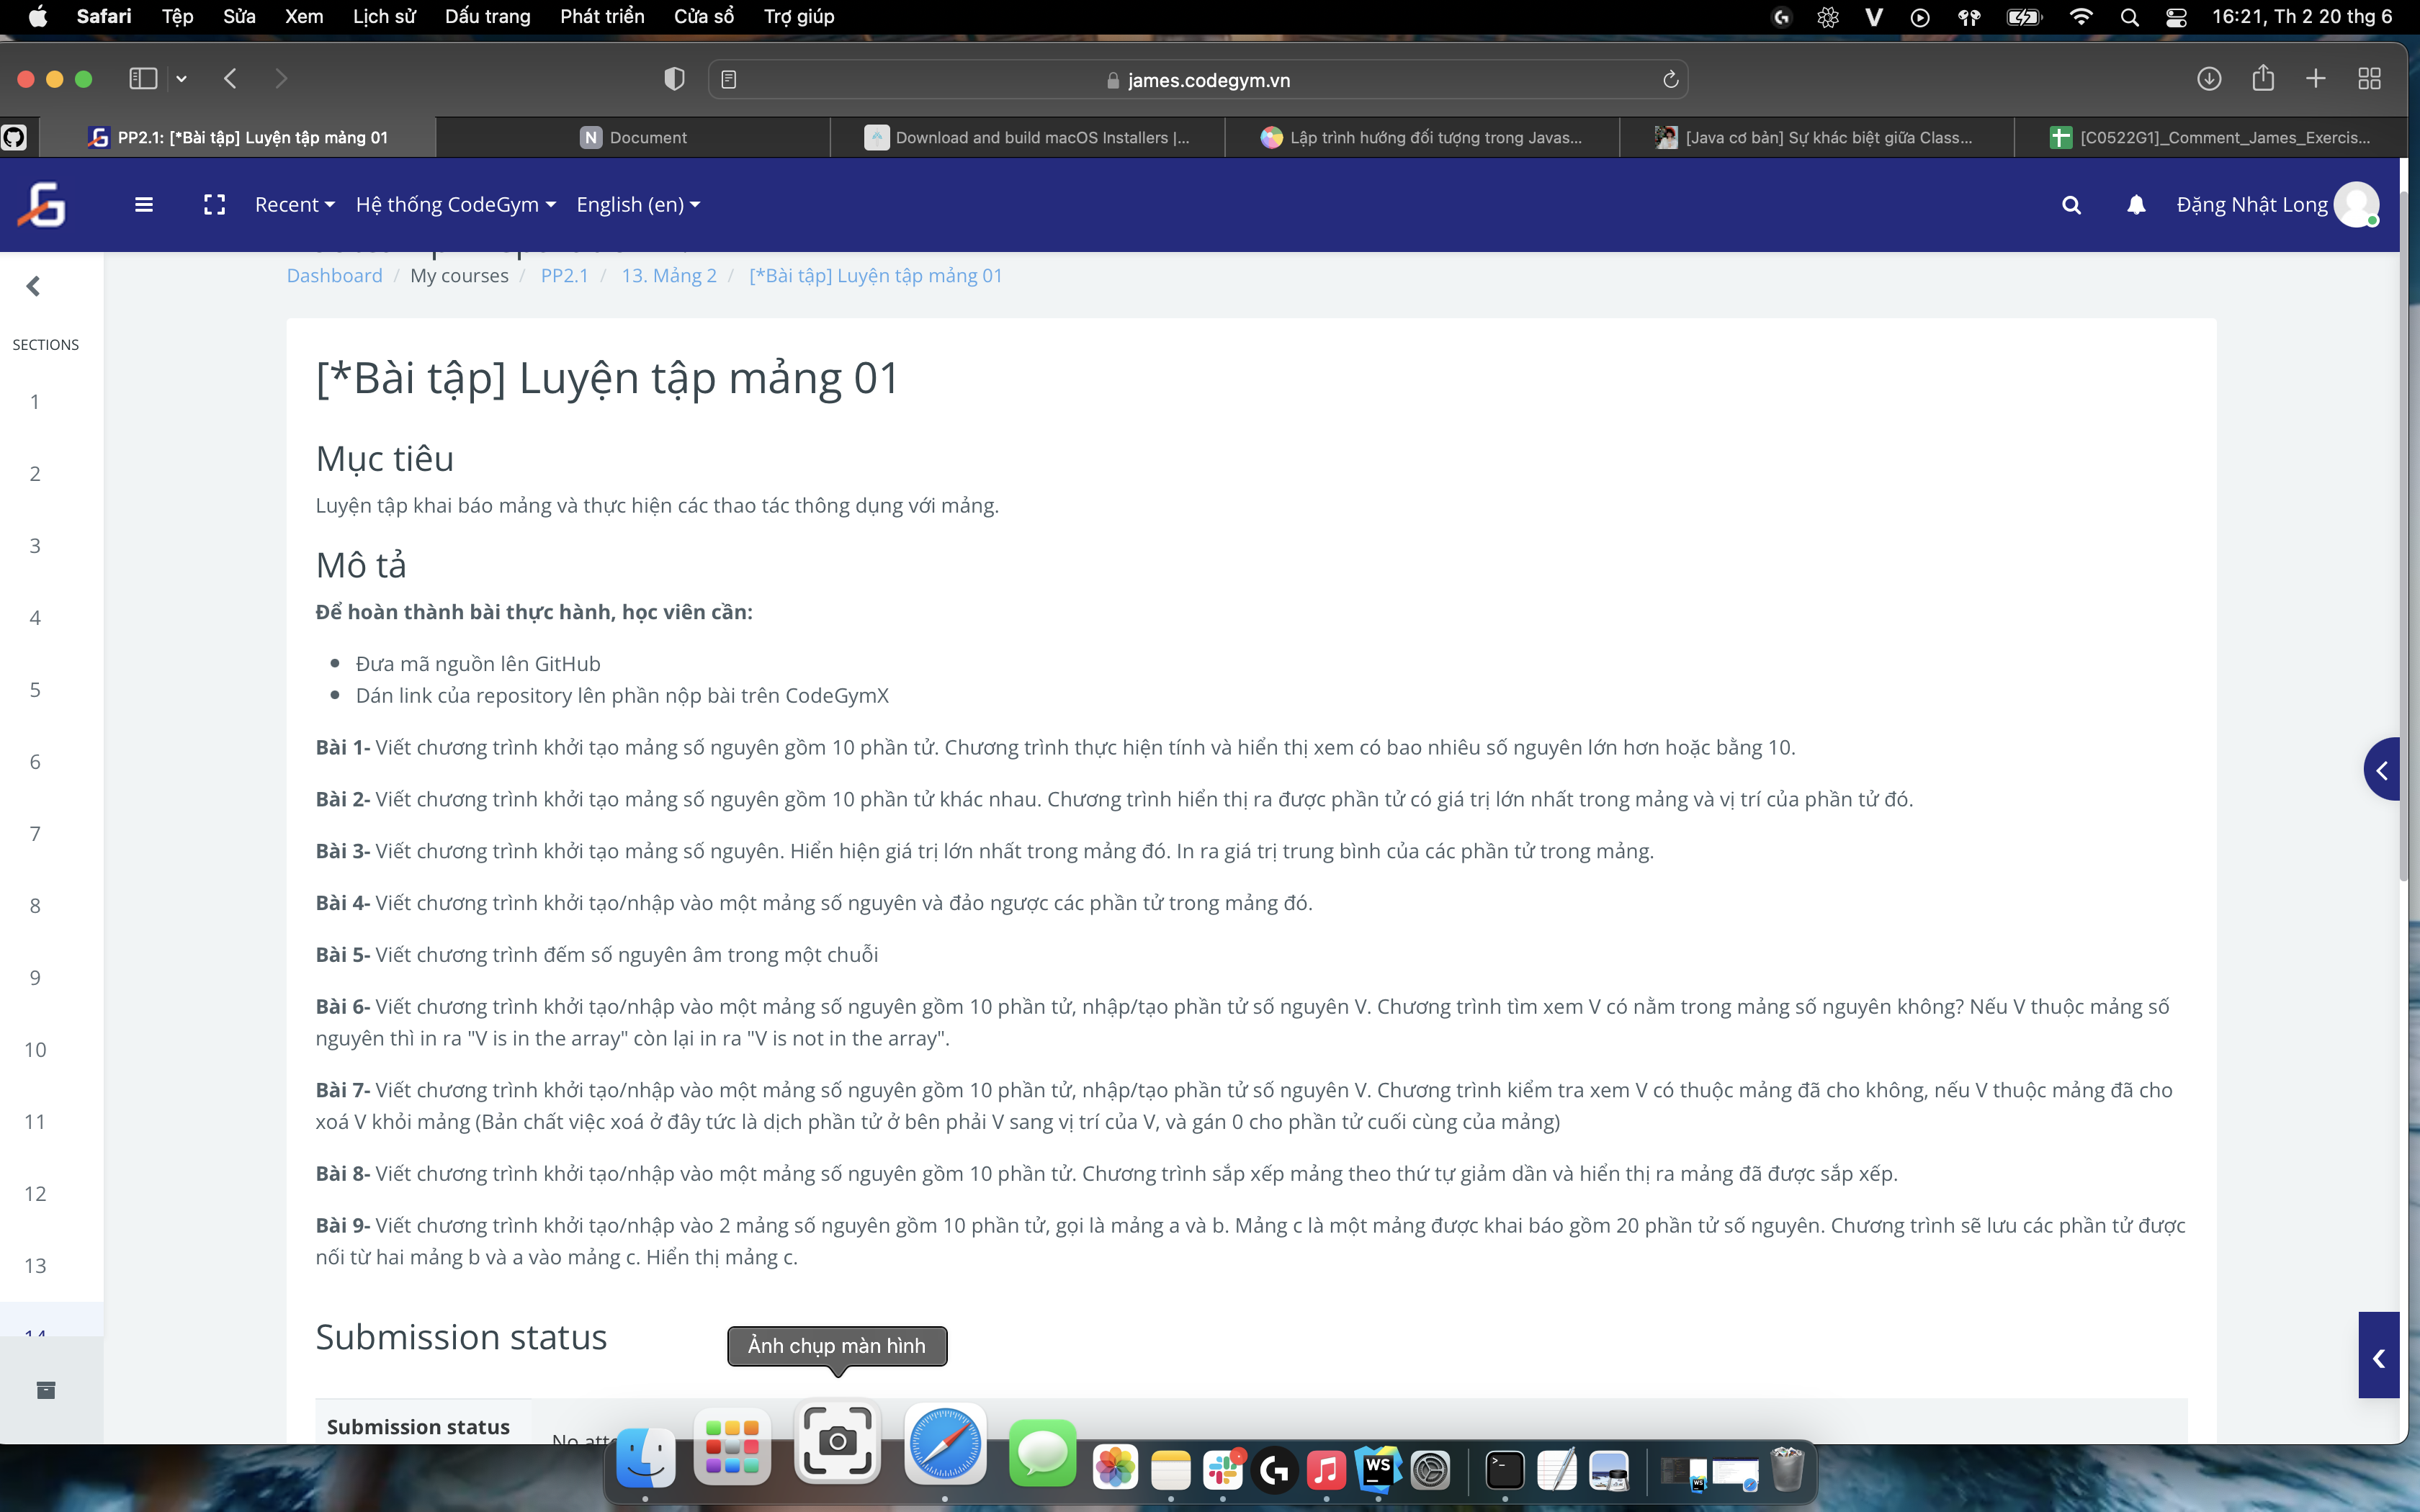 Safari Tệp Sửa Xem Lịch sử Dấu trang Phát triển Cửa sổ Trợ giúp 16:21, Th 2 20 thg 6
james.codegym.vn
PP2.1: [*Bài tập] Luyện tập mảng 01 Document Download and build macOS Installers |... Lập trình hướng đối tượng trong Javas... [Java cơ bản] Sự khác biệt giữa Class... [C0522G1]_Comment_James_Exercis...
Recent Hệ thống CodeGym English (en) Đặng Nhật Long
Dashboard / My courses / PP2.1 / 13. Mảng 2 / [*Bài tập] Luyện tập mảng 01
SECTIONS
1
2
3
4
5
6
7
8
9
10
11
12
13
14
[*Bài tập] Luyện tập mảng 01
Mục tiêu
Luyện tập khai báo mảng và thực hiện các thao tác thông dụng với mảng.
Mô tả
Để hoàn thành bài thực hành, học viên cần:
Đưa mã nguồn lên GitHub
Dán link của repository lên phần nộp bài trên CodeGymX
Bài 1- Viết chương trình khởi tạo mảng số nguyên gồm 10 phần tử. Chương trình thực hiện tính và hiển thị xem có bao nhiêu số nguyên lớn hơn hoặc bằng 10.
Bài 2- Viết chương trình khởi tạo mảng số nguyên gồm 10 phần tử khác nhau. Chương trình hiển thị ra được phần tử có giá trị lớn nhất trong mảng và vị trí của phần tử đó.
Bài 3- Viết chương trình khởi tạo mảng số nguyên. Hiển hiện giá trị lớn nhất trong mảng đó. In ra giá trị trung bình của các phần tử trong mảng.
Bài 4- Viết chương trình khởi tạo/nhập vào một mảng số nguyên và đảo ngược các phần tử trong mảng đó.
Bài 5- Viết chương trình đếm số nguyên âm trong một chuỗi
Bài 6- Viết chương trình khởi tạo/nhập vào một mảng số nguyên gồm 10 phần tử, nhập/tạo phần tử số nguyên V. Chương trình tìm xem V có nằm trong mảng số nguyên không? Nếu V thuộc mảng số
nguyên thì in ra "V is in the array" còn lại in ra "V is not in the array".
Bài 7- Viết chương trình khởi tạo/nhập vào một mảng số nguyên gồm 10 phần tử, nhập/tạo phần tử số nguyên V. Chương trình kiểm tra xem V có thuộc mảng đã cho không, nếu V thuộc mảng đã cho
xoá V khỏi mảng (Bản chất việc xoá ở đây tức là dịch phần tử ở bên phải V sang vị trí của V, và gán 0 cho phần tử cuối cùng của mảng)
Bài 8- Viết chương trình khởi tạo/nhập vào một mảng số nguyên gồm 10 phần tử. Chương trình sắp xếp mảng theo thứ tự giảm dần và hiển thị ra mảng đã được sắp xếp.
Bài 9- Viết chương trình khởi tạo/nhập vào 2 mảng số nguyên gồm 10 phần tử, gọi là mảng a và b. Mảng c là một mảng được khai báo gồm 20 phần tử số nguyên. Chương trình sẽ lưu các phần tử được
nối từ hai mảng b và a vào mảng c. Hiển thị mảng c.
Submission status
Ảnh chụp màn hình
Submission status No
WS